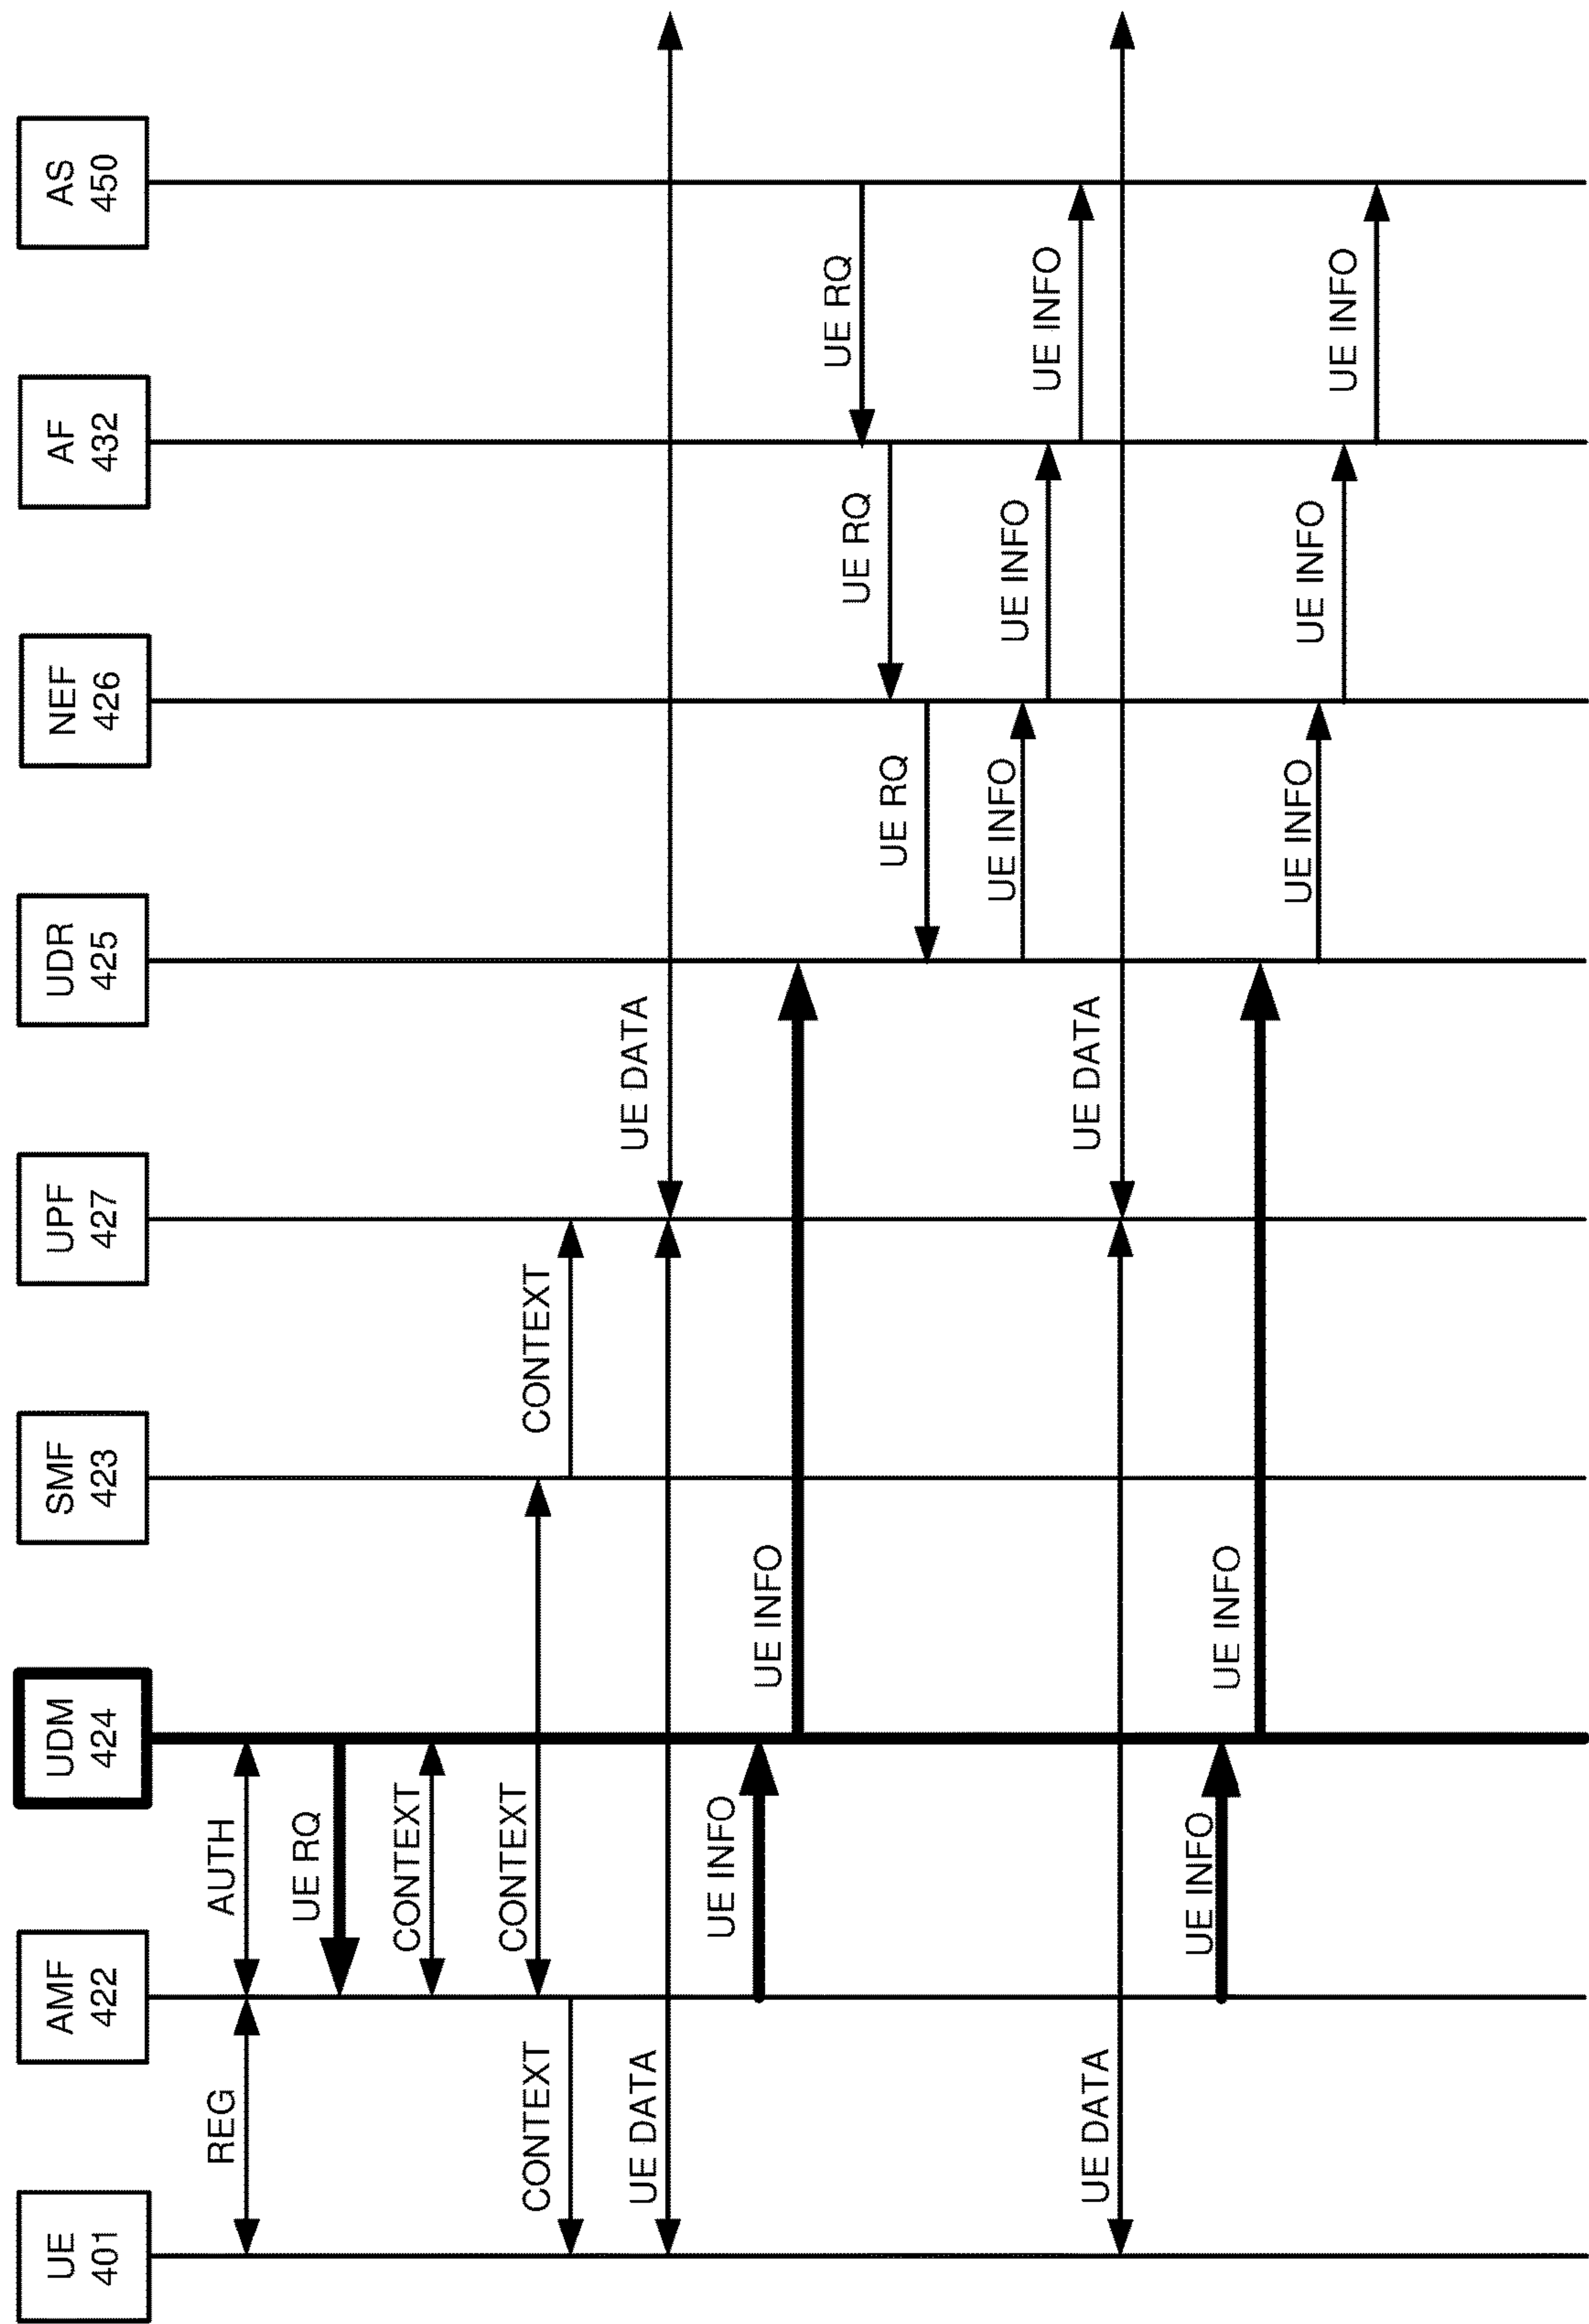 UE
401
AMF
422
UDM
424
SMF
423
UPF
427
UDR
425
NEF
426
AF
432
AS
450
REG
AUTH
UE RQ
CONTEXT
CONTEXT
CONTEXT
CONTEXT
UE DATA
UE DATA
UE INFO
UE INFO
UE RQ
UE RQ
UE RQ
UE INFO
UE INFO
UE INFO
UE DATA
UE DATA
UE INFO
UE INFO
UE INFO
UE INFO
UE INFO